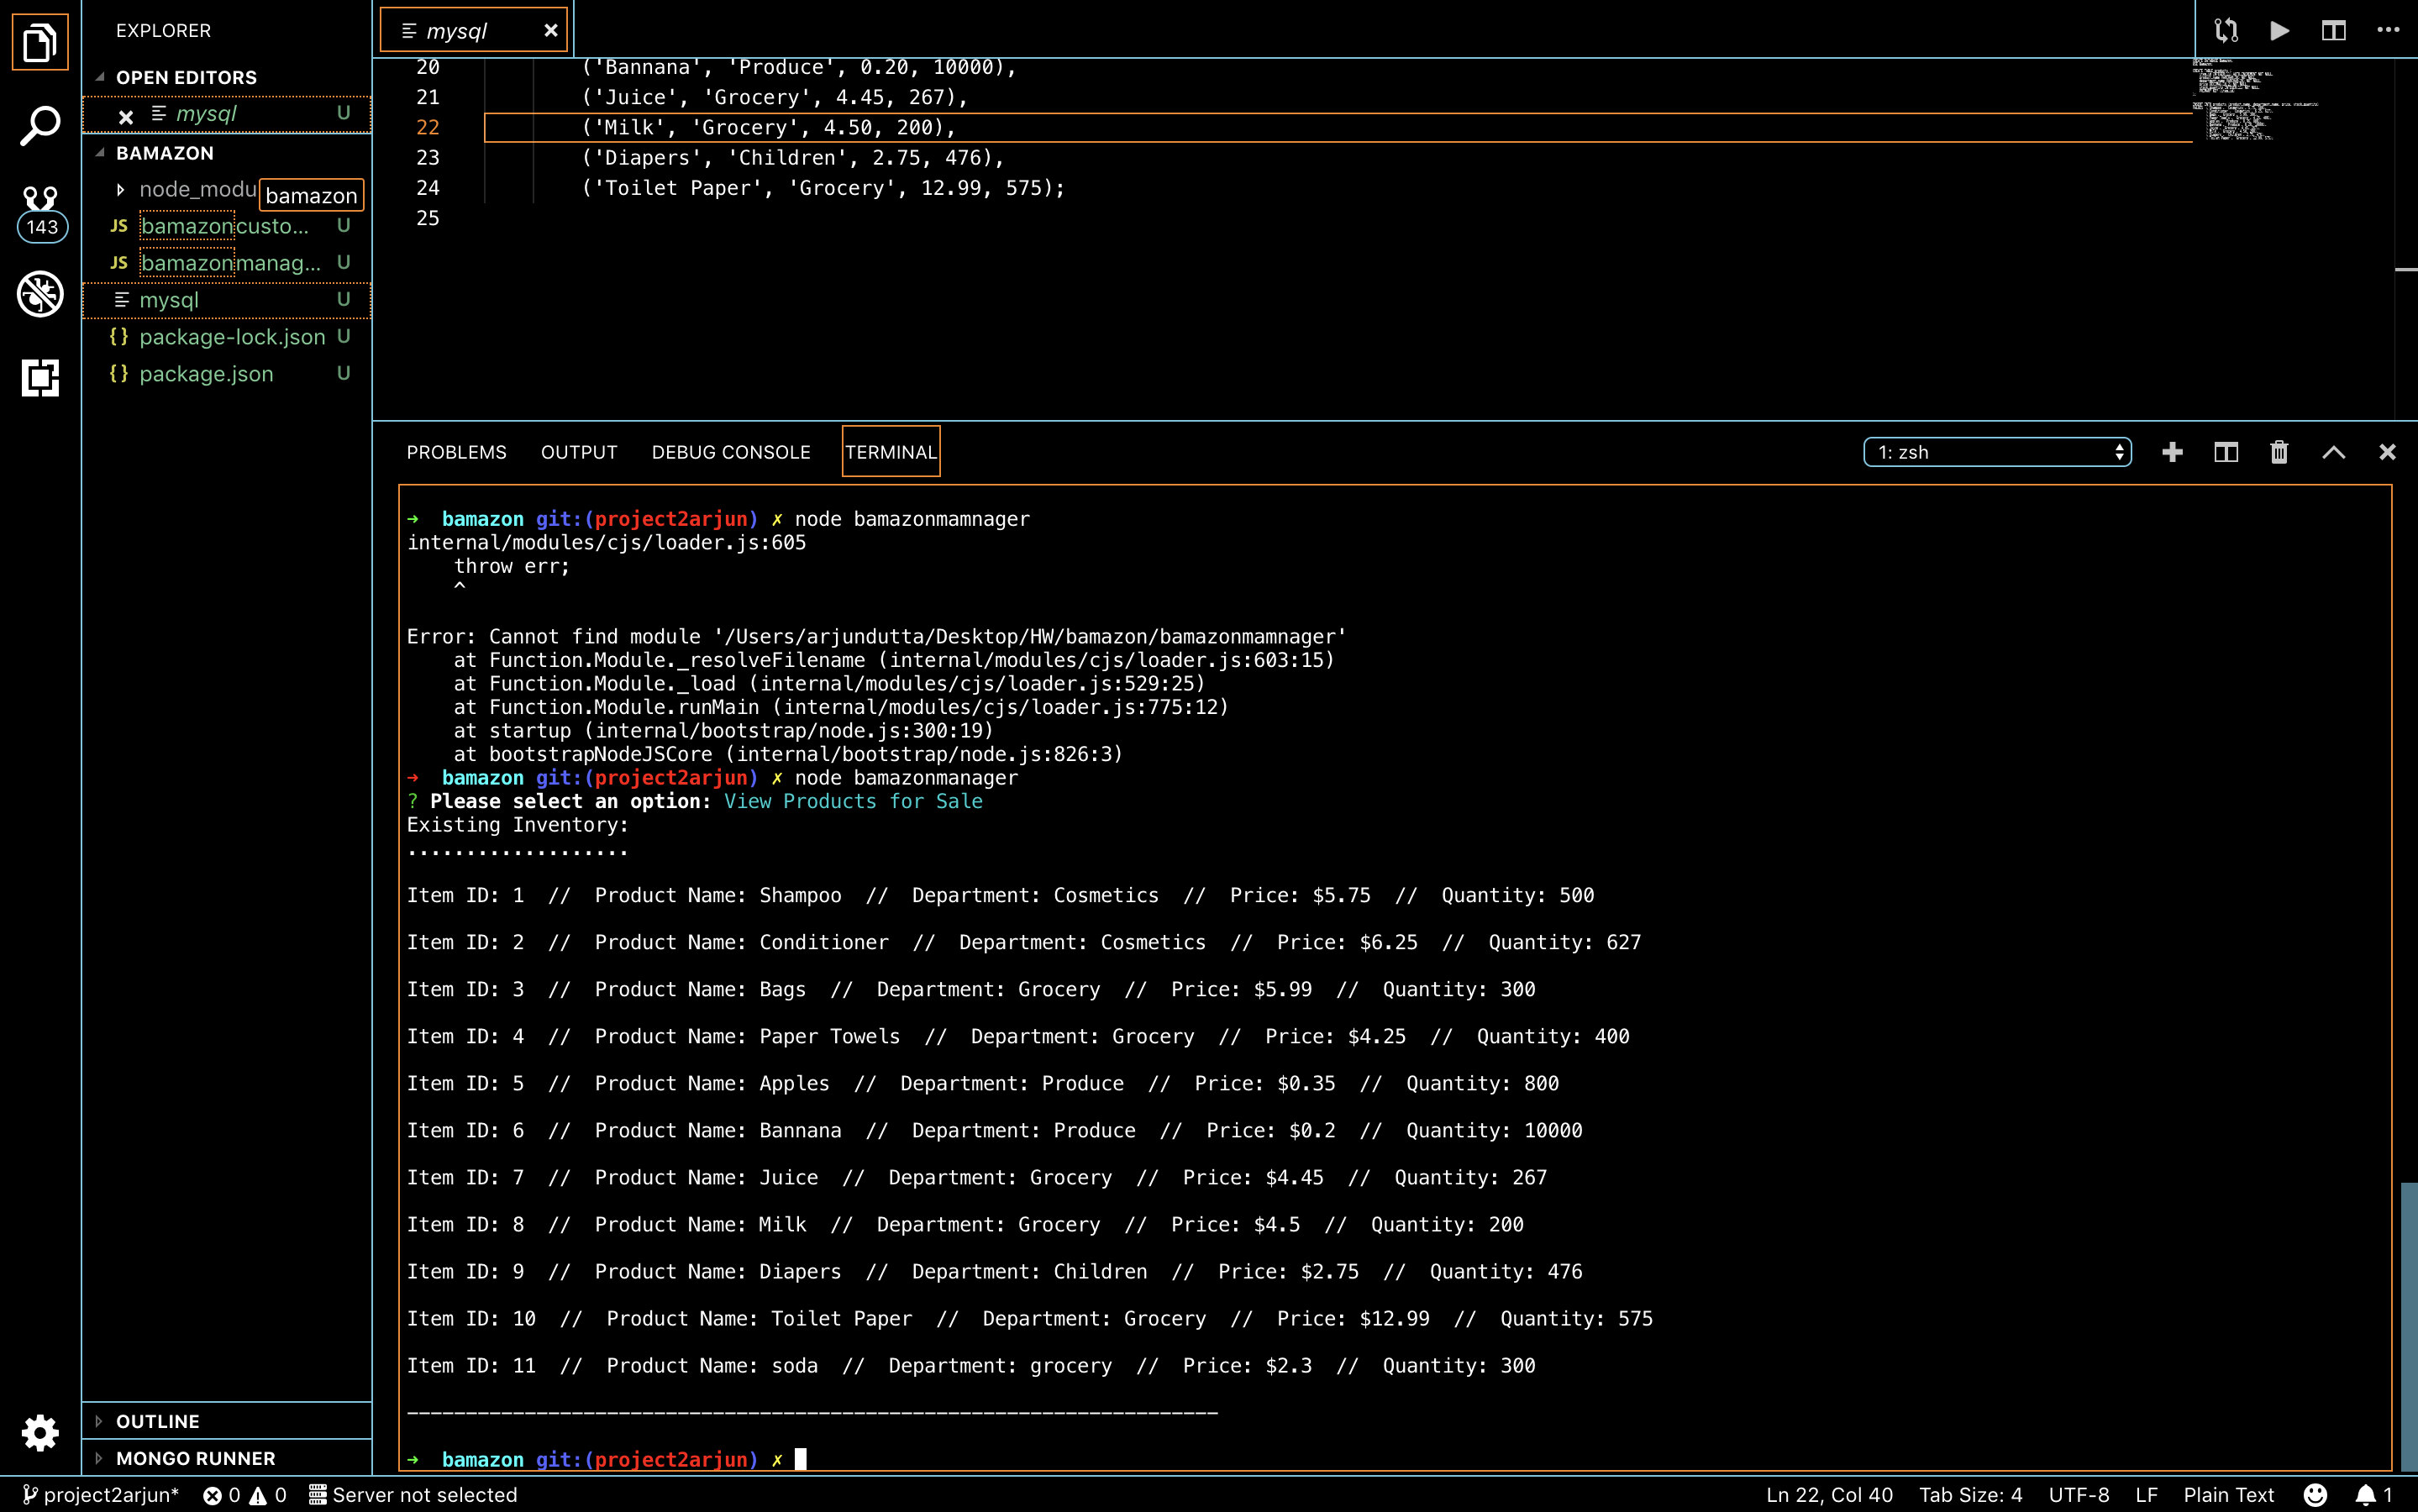 EXPLORER
OPEN EDITORS
mysql U
BAMAZON
node_modu
bamazon
JS bamazoncusto... U
JS bamazonmanag... U
mysql U
{} package-lock.json U
{} package.json U
143
OUTLINE
MONGO RUNNER
mysql
20 ('Bannana', 'Produce', 0.20, 10000),
21 ('Juice', 'Grocery', 4.45, 267),
22 ('Milk', 'Grocery', 4.50, 200),
23 ('Diapers', 'Children', 2.75, 476),
24 ('Toilet Paper', 'Grocery', 12.99, 575);
25
PROBLEMS OUTPUT DEBUG CONSOLE TERMINAL 1: zsh
➜ bamazon git:(project2arjun) ✗ node bamazonmamnager
internal/modules/cjs/loader.js:605
throw err;
^
Error: Cannot find module '/Users/arjundutta/Desktop/HW/bamazon/bamazonmamnager'
at Function.Module._resolveFilename (internal/modules/cjs/loader.js:603:15)
at Function.Module._load (internal/modules/cjs/loader.js:529:25)
at Function.Module.runMain (internal/modules/cjs/loader.js:775:12)
at startup (internal/bootstrap/node.js:300:19)
at bootstrapNodeJSCore (internal/bootstrap/node.js:826:3)
➜ bamazon git:(project2arjun) ✗ node bamazonmanager
? Please select an option: View Products for Sale
Existing Inventory:
...................
Item ID: 1 // Product Name: Shampoo // Department: Cosmetics // Price: $5.75 // Quantity: 500
Item ID: 2 // Product Name: Conditioner // Department: Cosmetics // Price: $6.25 // Quantity: 627
Item ID: 3 // Product Name: Bags // Department: Grocery // Price: $5.99 // Quantity: 300
Item ID: 4 // Product Name: Paper Towels // Department: Grocery // Price: $4.25 // Quantity: 400
Item ID: 5 // Product Name: Apples // Department: Produce // Price: $0.35 // Quantity: 800
Item ID: 6 // Product Name: Bannana // Department: Produce // Price: $0.2 // Quantity: 10000
Item ID: 7 // Product Name: Juice // Department: Grocery // Price: $4.45 // Quantity: 267
Item ID: 8 // Product Name: Milk // Department: Grocery // Price: $4.5 // Quantity: 200
Item ID: 9 // Product Name: Diapers // Department: Children // Price: $2.75 // Quantity: 476
Item ID: 10 // Product Name: Toilet Paper // Department: Grocery // Price: $12.99 // Quantity: 575
Item ID: 11 // Product Name: soda // Department: grocery // Price: $2.3 // Quantity: 300
---------------------------------------------------------------------
➜ bamazon git:(project2arjun) ✗
project2arjun* 0 0 Server not selected Ln 22, Col 40 Tab Size: 4 UTF-8 LF Plain Text 1